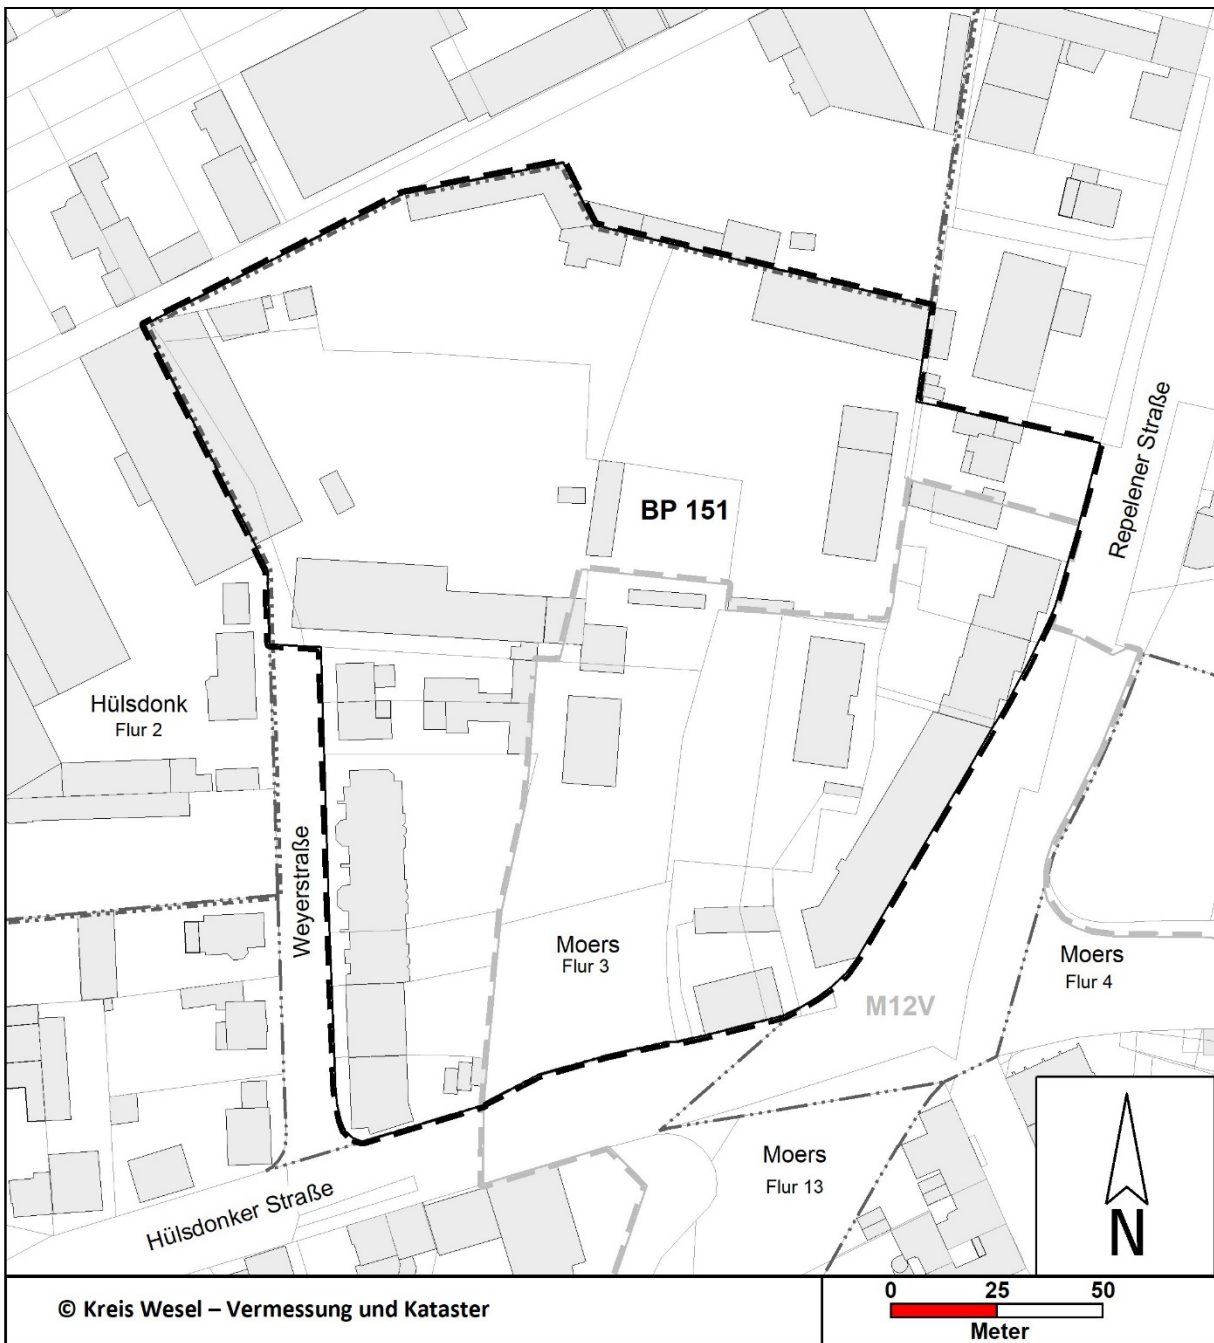 Repelener Straße
BP 151
Hülsdonk
Flur 2
Weyerstraße
Moers
Flur 3
Moers
Flur 4
M12V
Moers
Flur 13
Hülsdonker Straße
N
© Kreis Wesel – Vermessung und Kataster
0 25 50
Meter